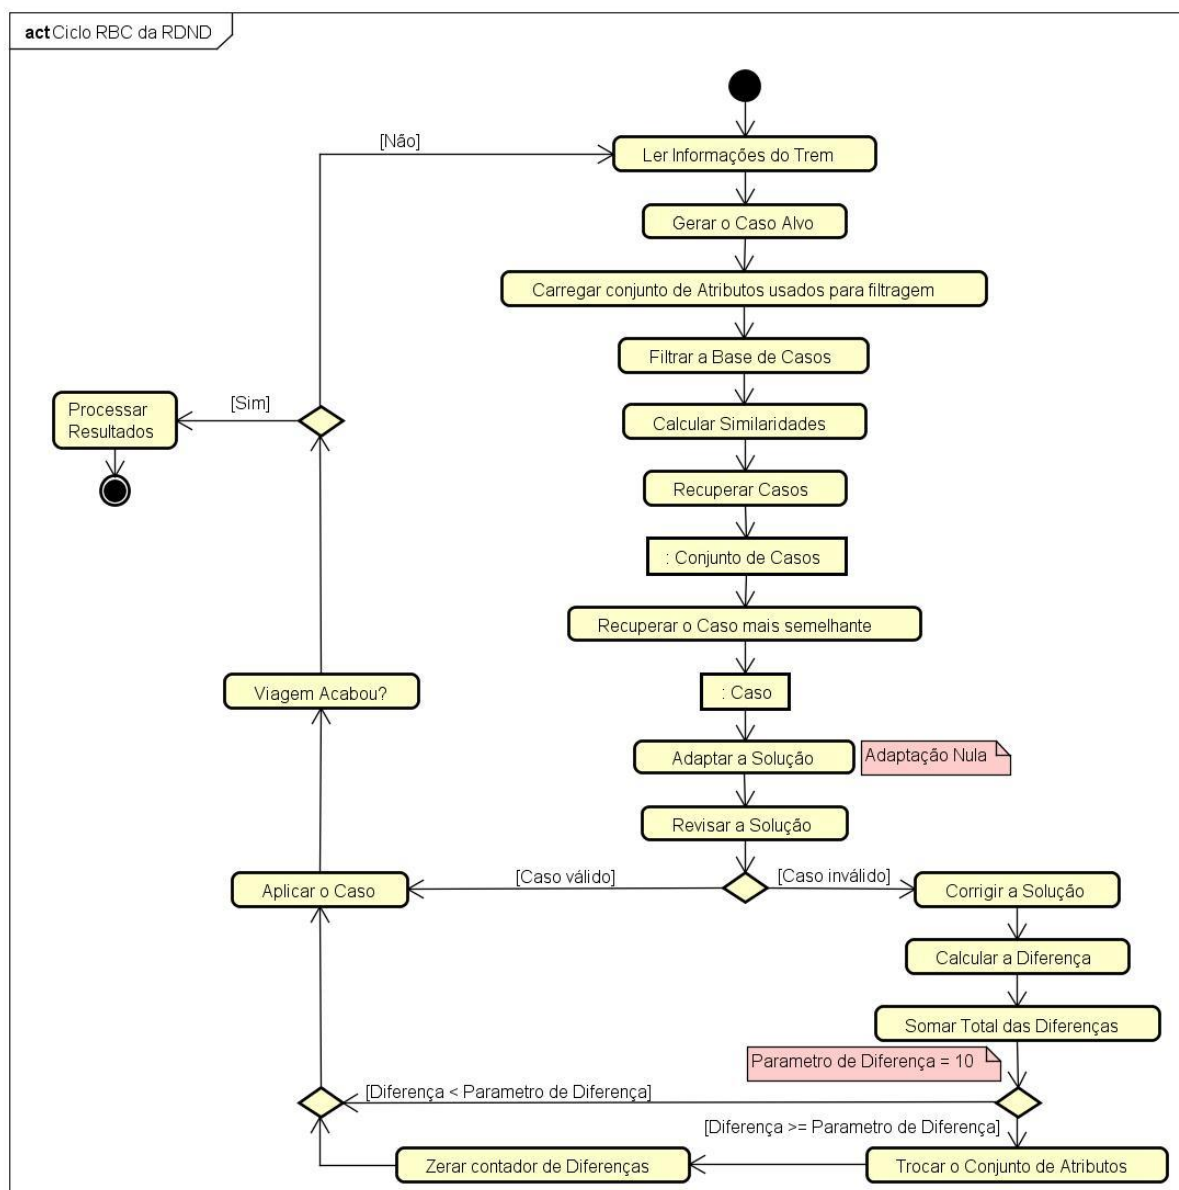 act Ciclo RBC da RDND
[Não]
Ler Informações do Trem
Gerar o Caso Alvo
Carregar conjunto de Atributos usados para filtragem
Filtrar a Base de Casos
[Sim]
Processar
Resultados
Calcular Similaridades
Recuperar Casos
: Conjunto de Casos
Recuperar o Caso mais semelhante
Viagem Acabou?
: Caso
Adaptar a Solução
Adaptação Nula
Revisar a Solução
[Caso válido]
[Caso inválido]
Aplicar o Caso
Corrigir a Solução
Calcular a Diferença
Somar Total das Diferenças
Parametro de Diferença = 10
[Diferença < Parametro de Diferença]
[Diferença >= Parametro de Diferença]
Zerar contador de Diferenças
Trocar o Conjunto de Atributos